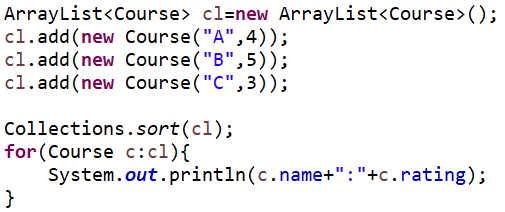 ArrayList<Course> cl=new ArrayList<Course>();
cl.add(new Course("A",4));
cl.add(new Course("B",5));
cl.add(new Course("C",3));

Collections.sort(cl);
for(Course c:cl){
    System.out.println(c.name+":"+c.rating);
}